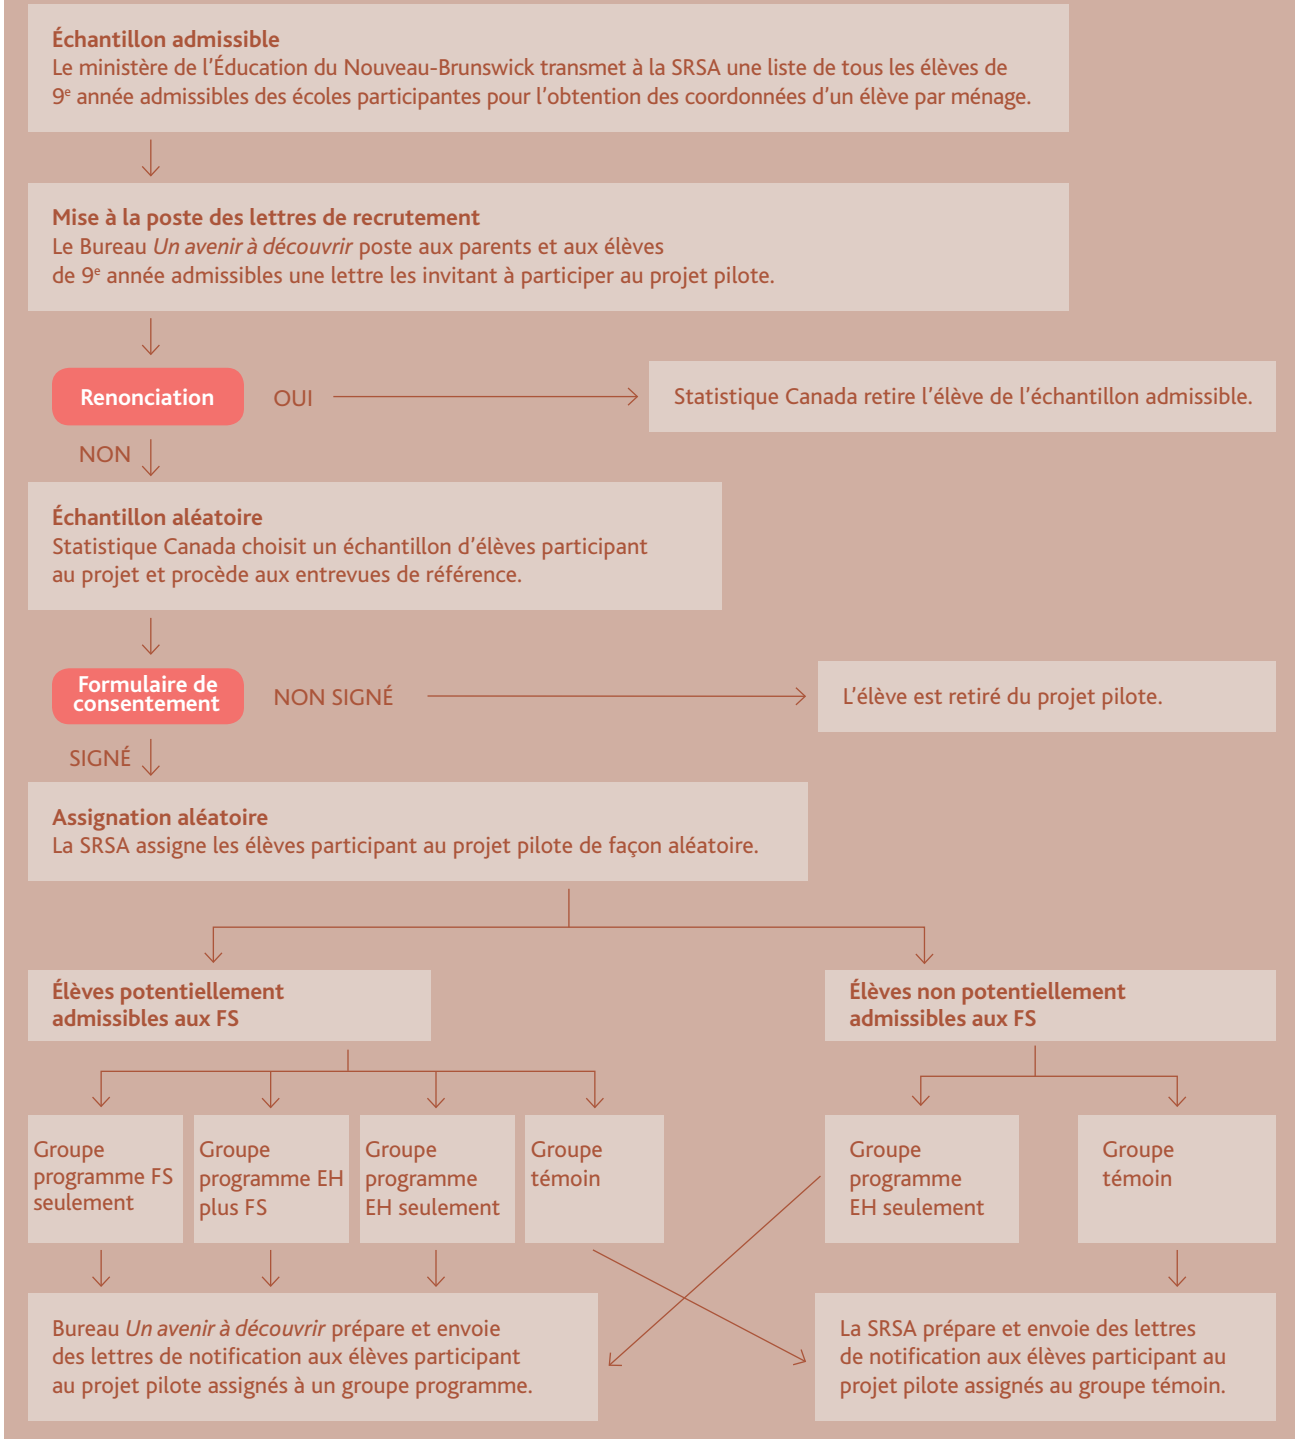 Échantillon admissible
Le ministère de l’Éducation du Nouveau-Brunswick transmet à la SRSA une liste de tous les élèves de
9e année admissibles des écoles participantes pour l’obtention des coordonnées d’un élève par ménage.
Mise à la poste des lettres de recrutement
Le Bureau Un avenir à découvrir poste aux parents et aux élèves
de 9e année admissibles une lettre les invitant à participer au projet pilote.
Renonciation
OUI
Statistique Canada retire l’élève de l’échantillon admissible.
NON
Échantillon aléatoire
Statistique Canada choisit un échantillon d’élèves participant
au projet et procède aux entrevues de référence.
Formulaire de
consentement
NON SIGNÉ
L’élève est retiré du projet pilote.
SIGNÉ
Assignation aléatoire
La SRSA assigne les élèves participant au projet pilote de façon aléatoire.
Élèves potentiellement
admissibles aux FS
Élèves non potentiellement
admissibles aux FS
Groupe
programme FS
seulement
Groupe
programme EH
plus FS
Groupe
programme
EH seulement
Groupe
témoin
Groupe
programme
EH seulement
Groupe
témoin
Bureau Un avenir à découvrir prépare et envoie
des lettres de notification aux élèves participant
au projet pilote assignés à un groupe programme.
La SRSA prépare et envoie des lettres
de notification aux élèves participant au
projet pilote assignés au groupe témoin.